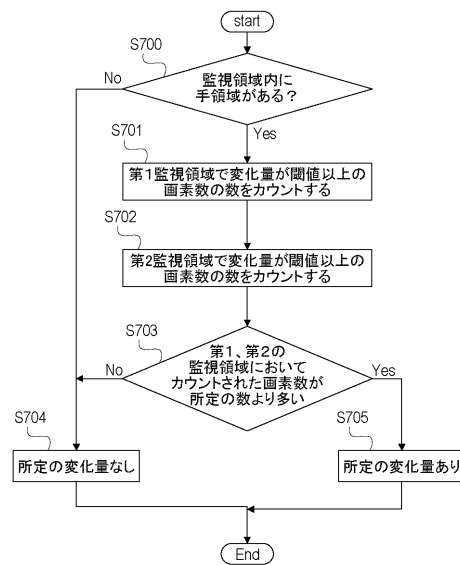 start
S700
監視領域内に
手領域がある？
No
Yes
S701
第1監視領域で変化量が閾値以上の
画素数の数をカウントする
S702
第2監視領域で変化量が閾値以上の
画素数の数をカウントする
S703
第1、第2の
監視領域において
カウントされた画素数が
所定の数より多い
No
Yes
S704
所定の変化量なし
S705
所定の変化量あり
End